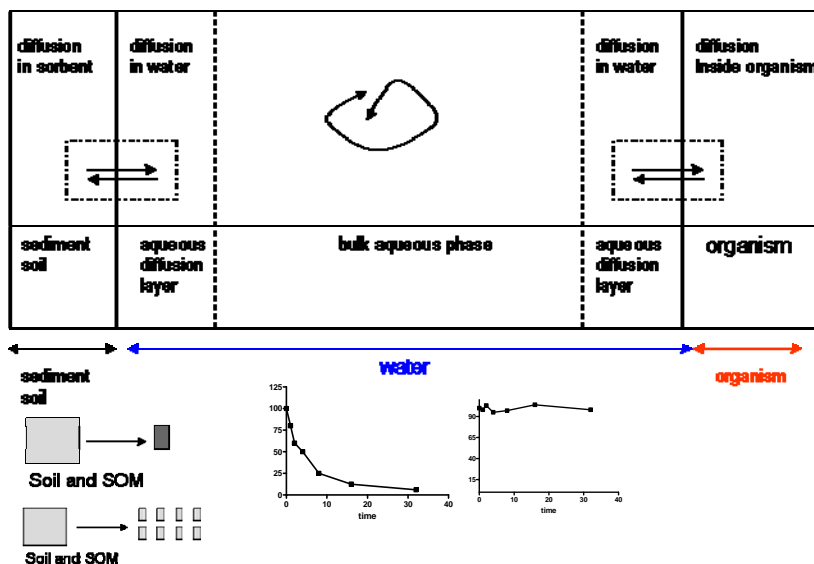 diffusion
in sorbent
diffusion
in water
diffusion
in water
diffusion
Inside organism
sediment
soil
aqueous
diffusion
layer
bulk aqueous phase
aqueous
diffusion
layer
organism
water
sediment
soil
organism
Soil and SOM
Soil and SOM
125
100
75
50
25
0
0 10 20 30 40
time
90
65
40
15
0 10 20 30 40
time